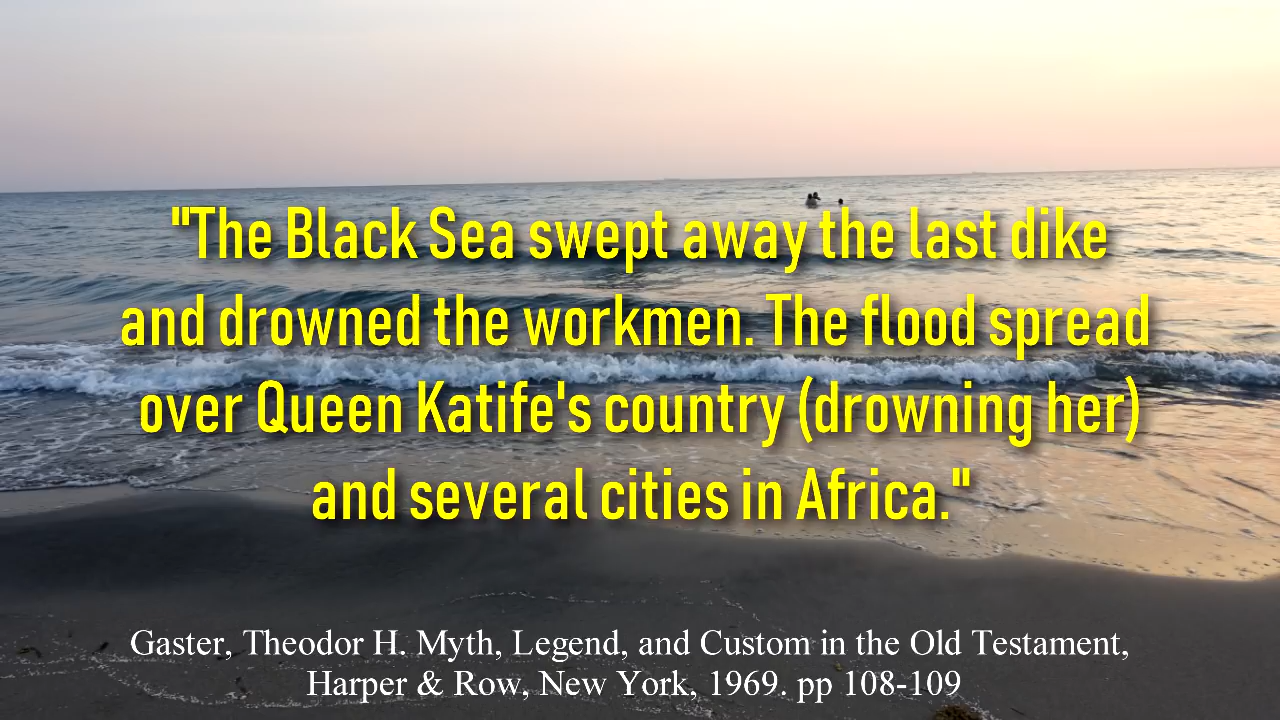 "The Black Sea swept away the last dike
and drowned the workmen. The flood spread
over Queen Katife's country (drowning her)
and several cities in Africa."
Gaster, Theodor H. Myth, Legend, and Custom in the Old Testament,
Harper & Row, New York, 1969. pp 108-109